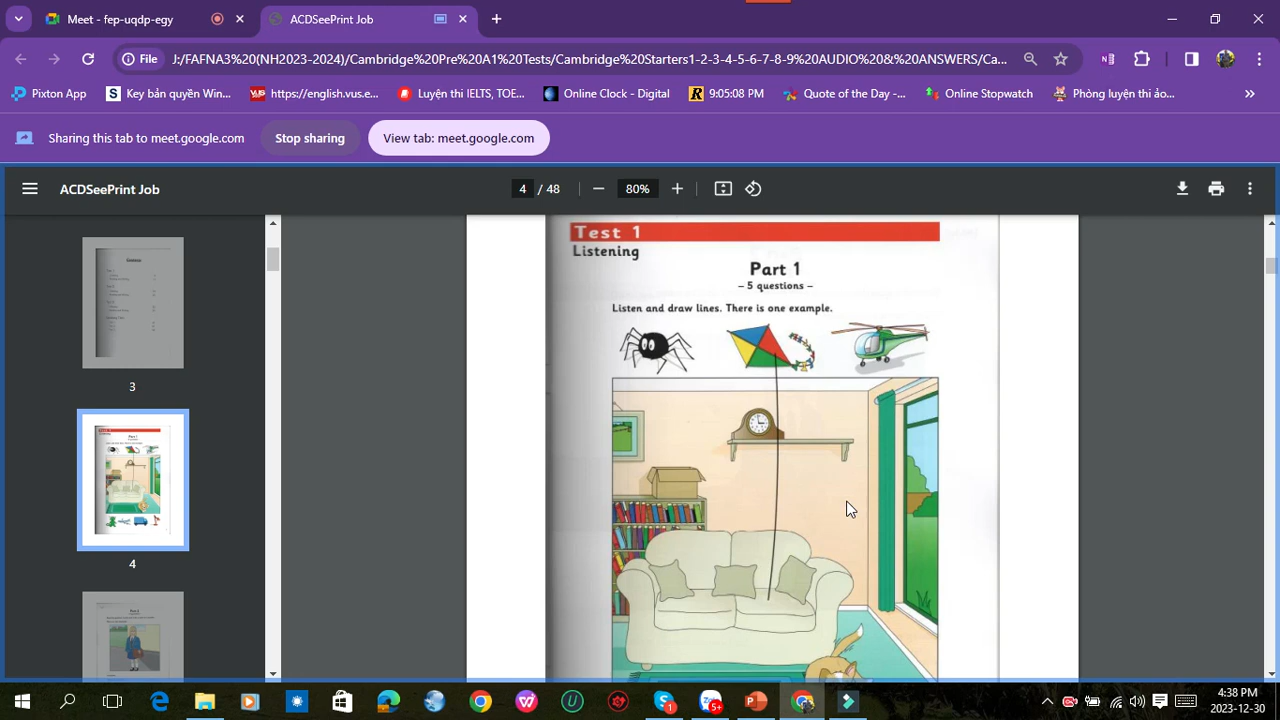 Meet - fep-uqdp-egy
ACDSeePrint Job
File
J:/FAFNA3%20(NH2023-2024)/Cambridge%20Pre%20A1%20Tests/Cambridge%20Starters1-2-3-4-5-6-7-8-9%20AUDIO%20&%20ANSWERS/Ca...
Pixton App
Key bản quyền Win...
https://english.vus.e...
Luyện thi IELTS, TOE...
Online Clock - Digital
9:05:08 PM
Quote of the Day -...
Online Stopwatch
Phòng luyện thi ảo...
Sharing this tab to meet.google.com
Stop sharing
View tab: meet.google.com
ACDSeePrint Job
4 / 48
80%
3
4
Test 1
Listening
Part 1
– 5 questions –
Listen and draw lines. There is one example.
1
5+
4:38 PM
2023-12-30